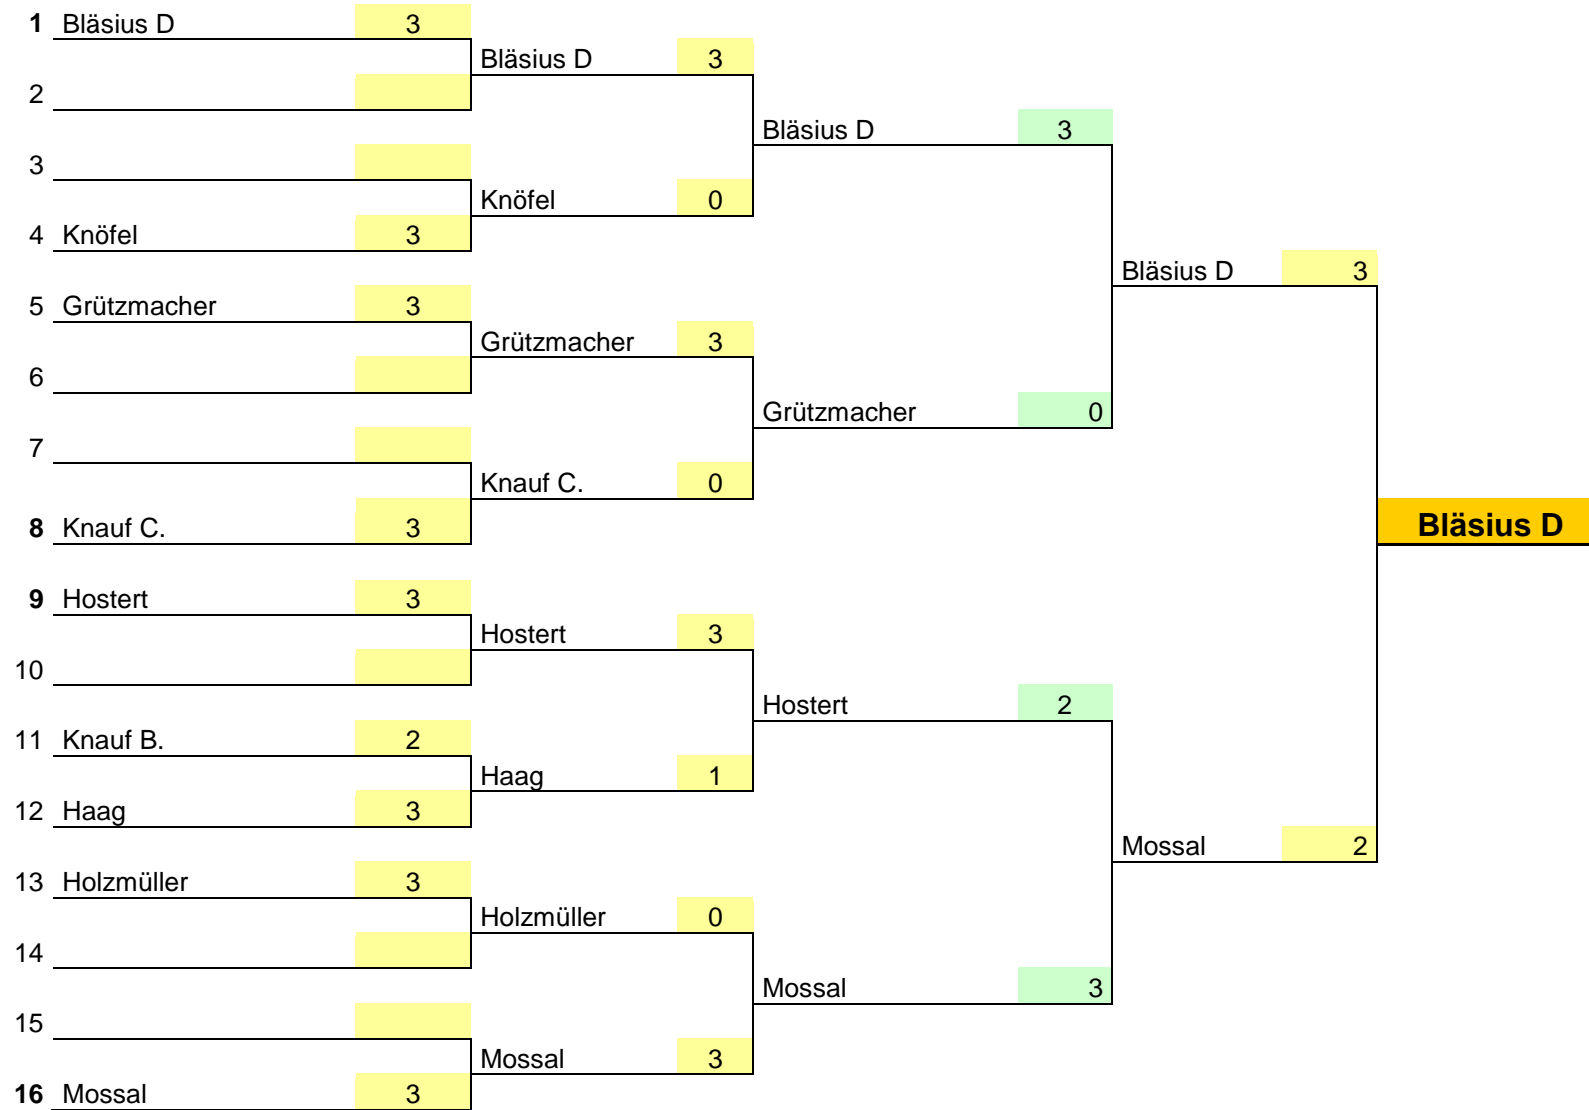 1 Bläsius D 3
Bläsius D 3
2
Bläsius D 3
3
Knöfel 0
4 Knöfel 3
Bläsius D 3
5 Grützmacher 3
Grützmacher 3
6
Grützmacher 0
7
Knauf C. 0
8 Knauf C. 3
Bläsius D
9 Hostert 3
Hostert 3
10
Hostert 2
11 Knauf B. 2
Haag 1
12 Haag 3
Mossal 2
13 Holzmüller 3
Holzmüller 0
14
Mossal 3
15
Mossal 3
16 Mossal 3